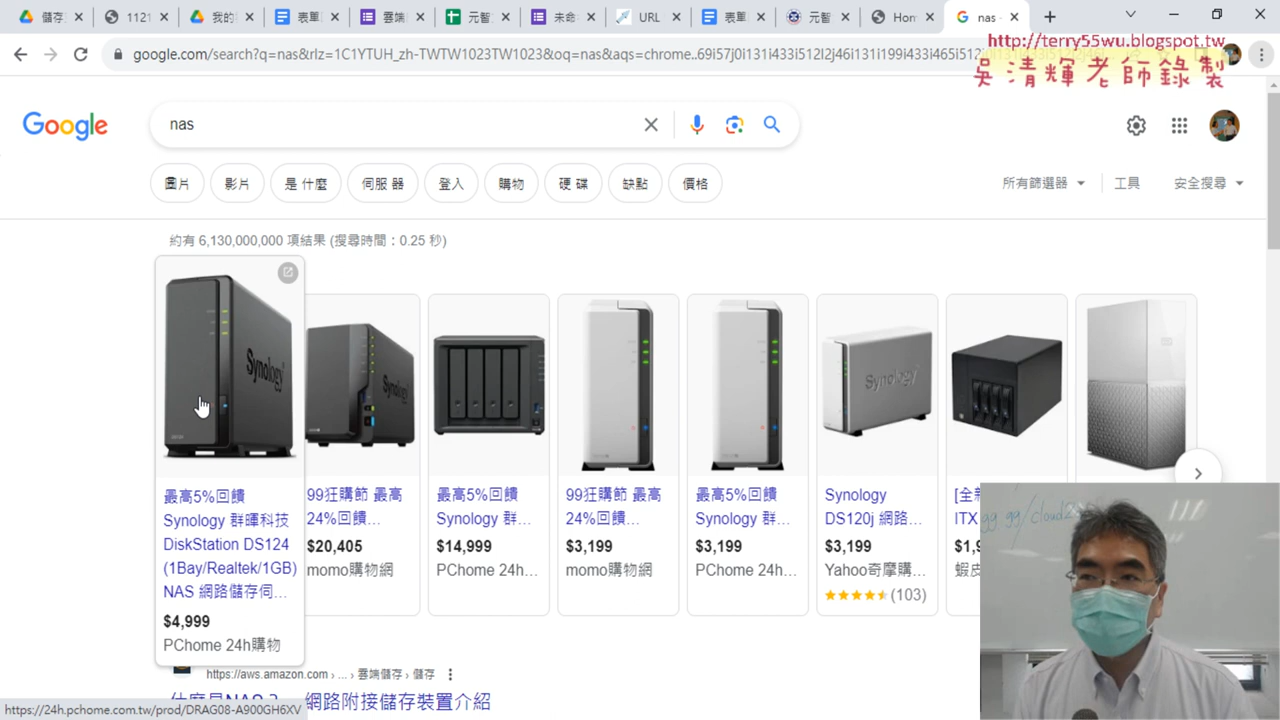 儲存
1121
我的
表單
雲端
元智
未命
URL
表單
元智
Hon
nas -
google.com/search?q=nas&rlz=1C1YTUH_zh-TWTW1023TW1023&oq=nas&aqs=chrome..69i57j0i131i433i512l2j46i131i199i433i465i512
http://terry55wu.blogspot.tw
吳清輝老師錄製
Google
nas
圖片
影片
是什麼
伺服器
登入
購物
硬碟
缺點
價格
所有篩選器
工具
安全搜尋
約有 6,130,000,000 項結果 (搜尋時間:0.25 秒)
Synology
最高5%回饋
Synology 群暉科技
DiskStation DS124
(1Bay/Realtek/1GB)
NAS 網路儲存伺...
$4,999
PChome 24h購物
Synology
99狂購節 最高
24%回饋...
$20,405
momo購物網
最高5%回饋
Synology 群...
$14,999
PChome 24h...
99狂購節 最高
24%回饋...
$3,199
momo購物網
最高5%回饋
Synology 群...
$3,199
PChome 24h...
Synology
Synology
DS120j 網路...
$3,199
Yahoo奇摩購...
(103)
[全新
ITX
$1,9
蝦皮
gg.gg/cloud2
https://aws.amazon.com › ... › 雲端儲存 › 儲存
什麼是NAS? 網路附接儲存裝置介紹
https://24h.pchome.com.tw/prod/DRAG08-A900GH6XV